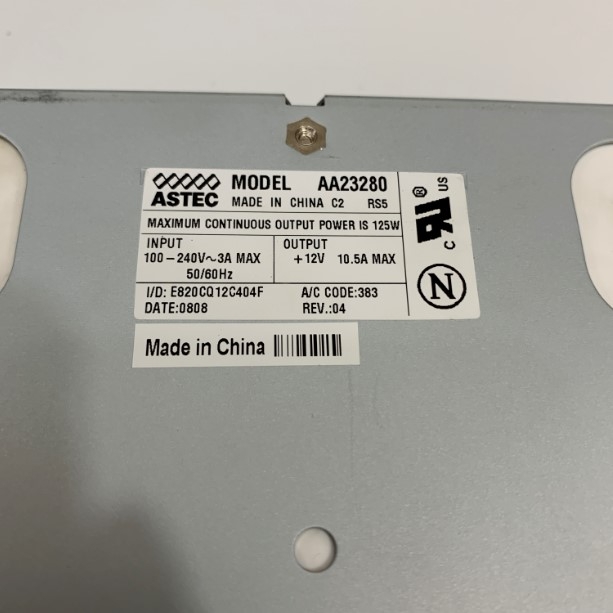 ASTEC
MODEL AA23280
MADE IN CHINA C2 RS5
MAXIMUM CONTINUOUS OUTPUT POWER IS 125W
INPUT
100-240V~3A MAX
50/60Hz
OUTPUT
+12V 10.5A MAX
I/D: E820CQ12C404F A/C CODE:383
DATE:0808 REV.:04
C RU ® US
N
Made in China